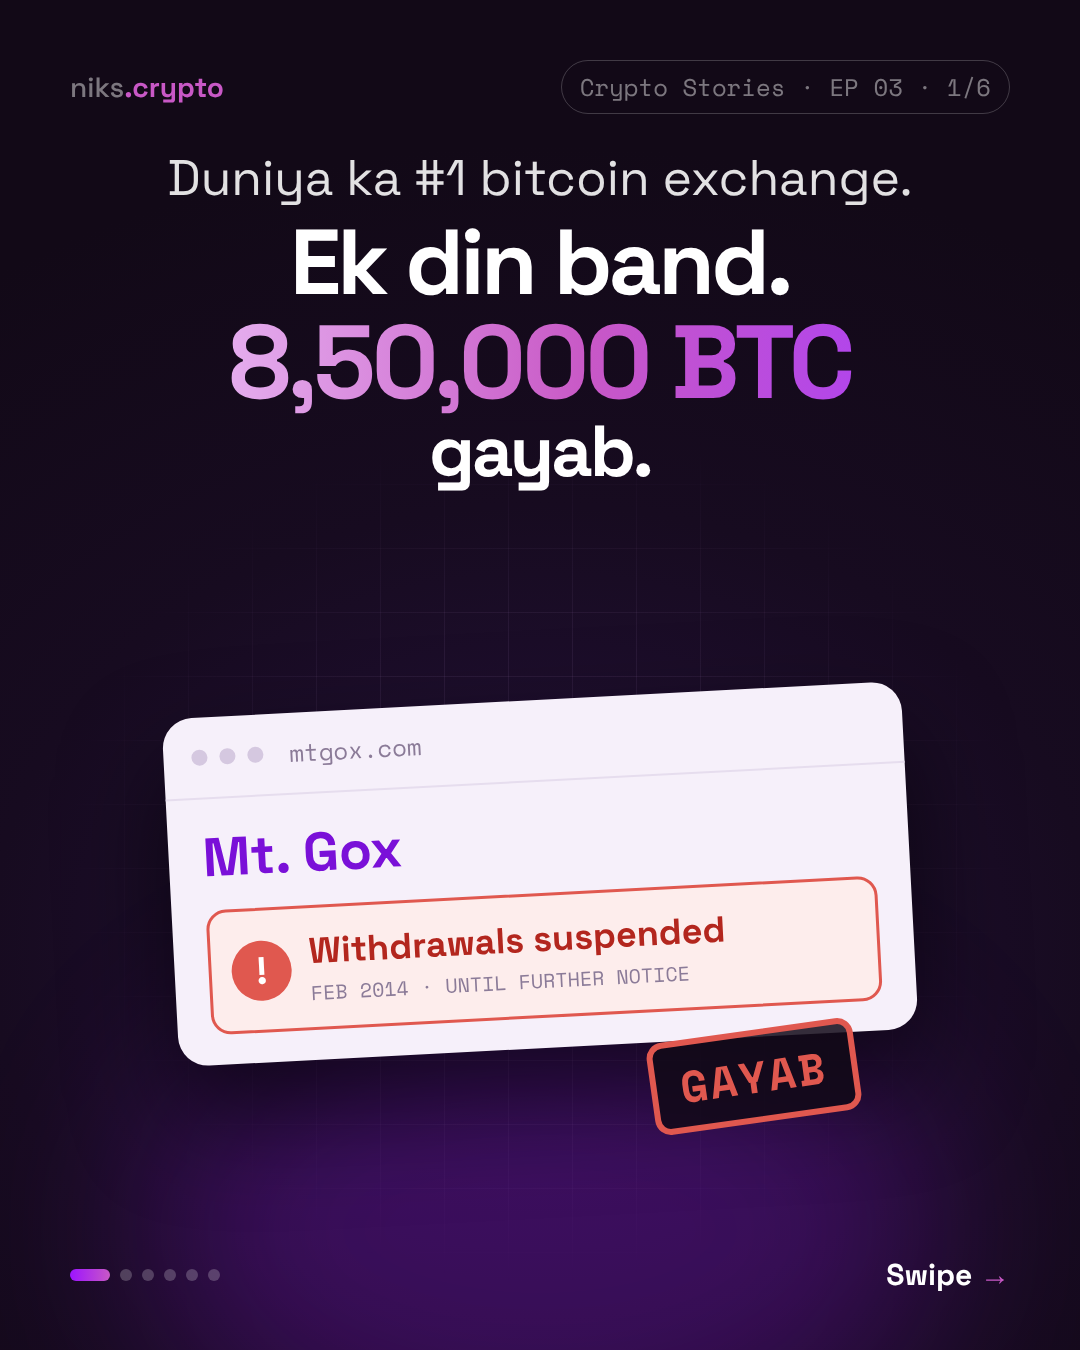 niks.crypto
Crypto Stories · EP 03 · 1/6
Duniya ka #1 bitcoin exchange.
Ek din band.
8,50,000 BTC
gayab.
mtgox.com
Mt. Gox
!
Withdrawals suspended
FEB 2014 · UNTIL FURTHER NOTICE
GAYAB
Swipe →